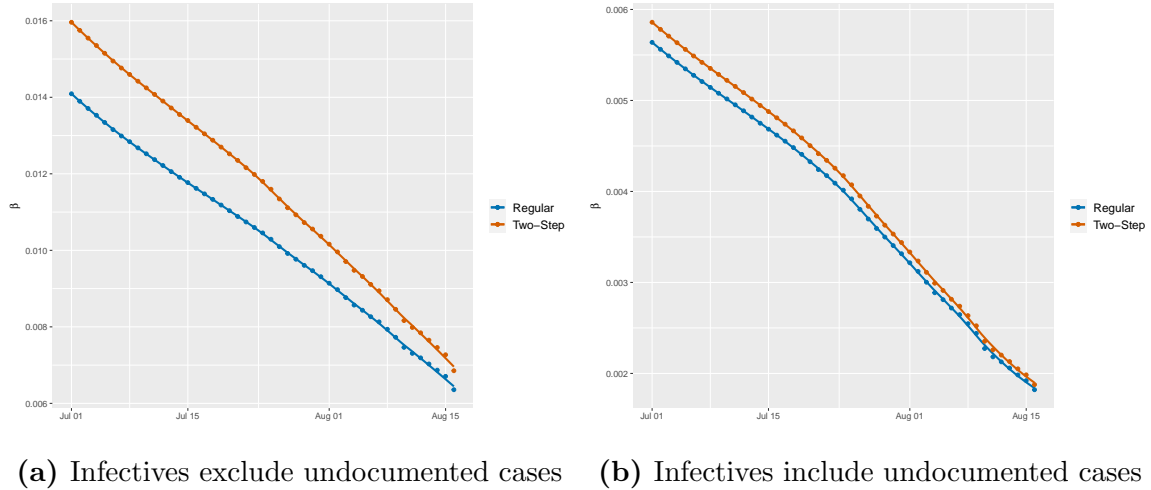 0.016
0.014
0.012
0.010
0.008
0.006
β
Jul 01 Jul 15 Aug 01 Aug 15
Regular
Two-Step
(a) Infectives exclude undocumented cases
0.006
0.005
0.004
0.003
0.002
β
Jul 01 Jul 15 Aug 01 Aug 15
Regular
Two-Step
(b) Infectives include undocumented cases